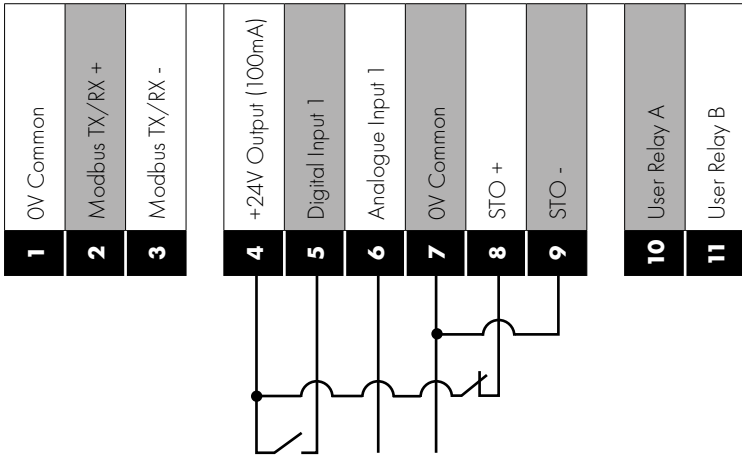 0V Common
Modbus TX/RX +
Modbus TX/RX -
+24V Output (100mA)
Digital Input 1
Analogue Input 1
0V Common
STO +
STO -
User Relay A
User Relay B
1
2
3
4
5
6
7
8
9
10
11